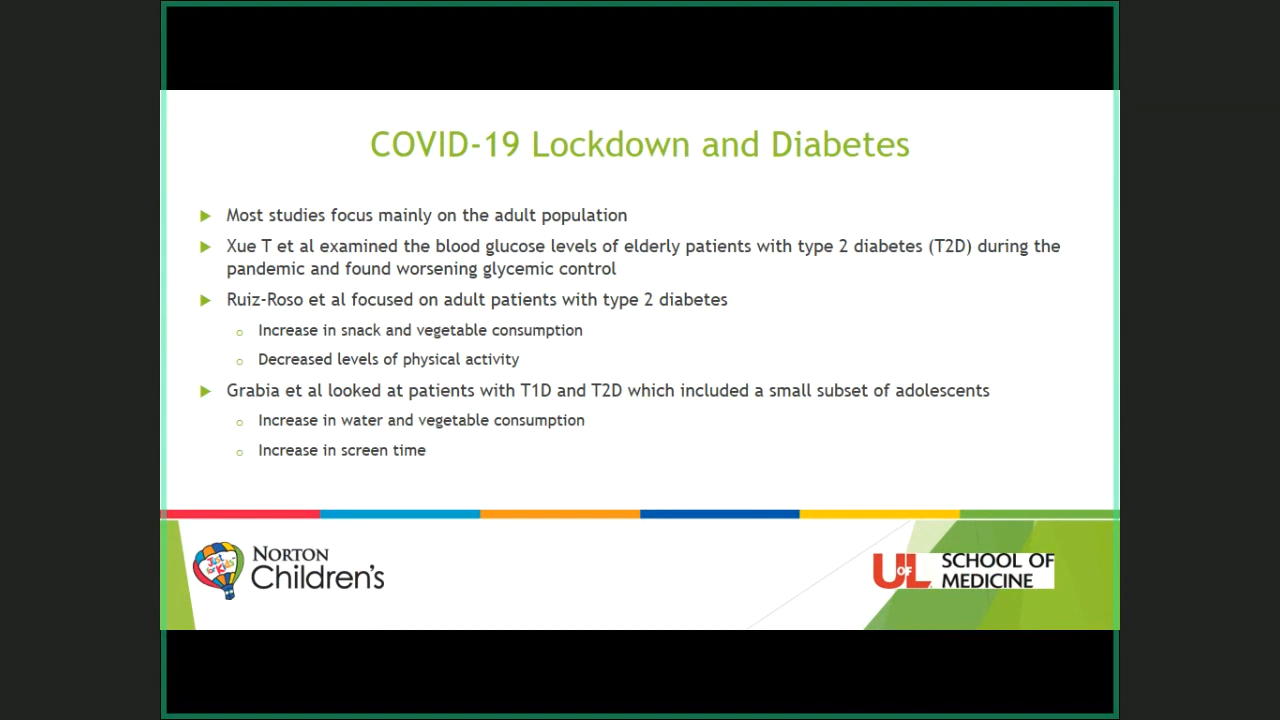 COVID-19 Lockdown and Diabetes
Most studies focus mainly on the adult population
Xue T et al examined the blood glucose levels of elderly patients with type 2 diabetes (T2D) during the
pandemic and found worsening glycemic control
Ruiz-Roso et al focused on adult patients with type 2 diabetes
Increase in snack and vegetable consumption
Decreased levels of physical activity
Grabia et al looked at patients with T1D and T2D which included a small subset of adolescents
Increase in water and vegetable consumption
Increase in screen time
Just
for Kids
NORTON
Children's
UOFL
SCHOOL OF
MEDICINE